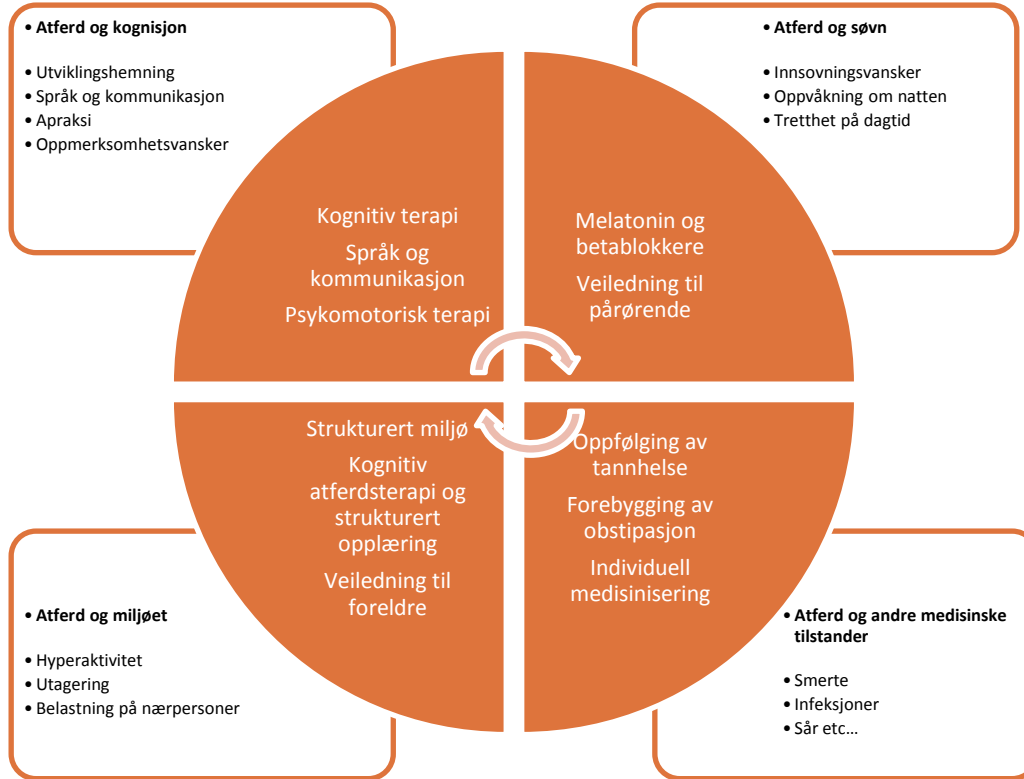 • Atferd og kognisjon
• Utviklingshemning
• Språk og kommunikasjon
• Apraksi
• Oppmerksomhetsvansker
• Atferd og søvn
• Innsovningsvansker
• Oppvåkning om natten
• Tretthet på dagtid
Kognitiv terapi
Språk og
kommunikasjon
Psykomotorisk terapi
Melatonin og
betablokkere
Veiledning til
pårørende
Strukturert miljø
Kognitiv
atferdsterapi og
strukturert
opplæring
Veiledning til
foreldre
Oppfølging av
tannhelse
Forebygging av
obstipasjon
Individuell
medisinisering
• Atferd og miljøet
• Hyperaktivitet
• Utagering
• Belastning på nærpersoner
• Atferd og andre medisinske
tilstander
• Smerte
• Infeksjoner
• Sår etc...